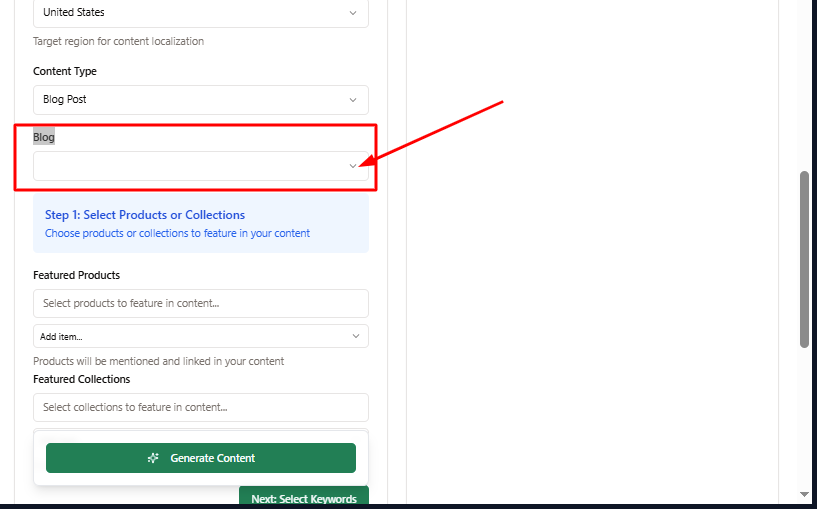 United States
Target region for content localization
Content Type
Blog Post
Blog
Step 1: Select Products or Collections
Choose products or collections to feature in your content
Featured Products
Select products to feature in content...
Add item...
Products will be mentioned and linked in your content
Featured Collections
Select collections to feature in content...
Generate Content
Next: Select Keywords